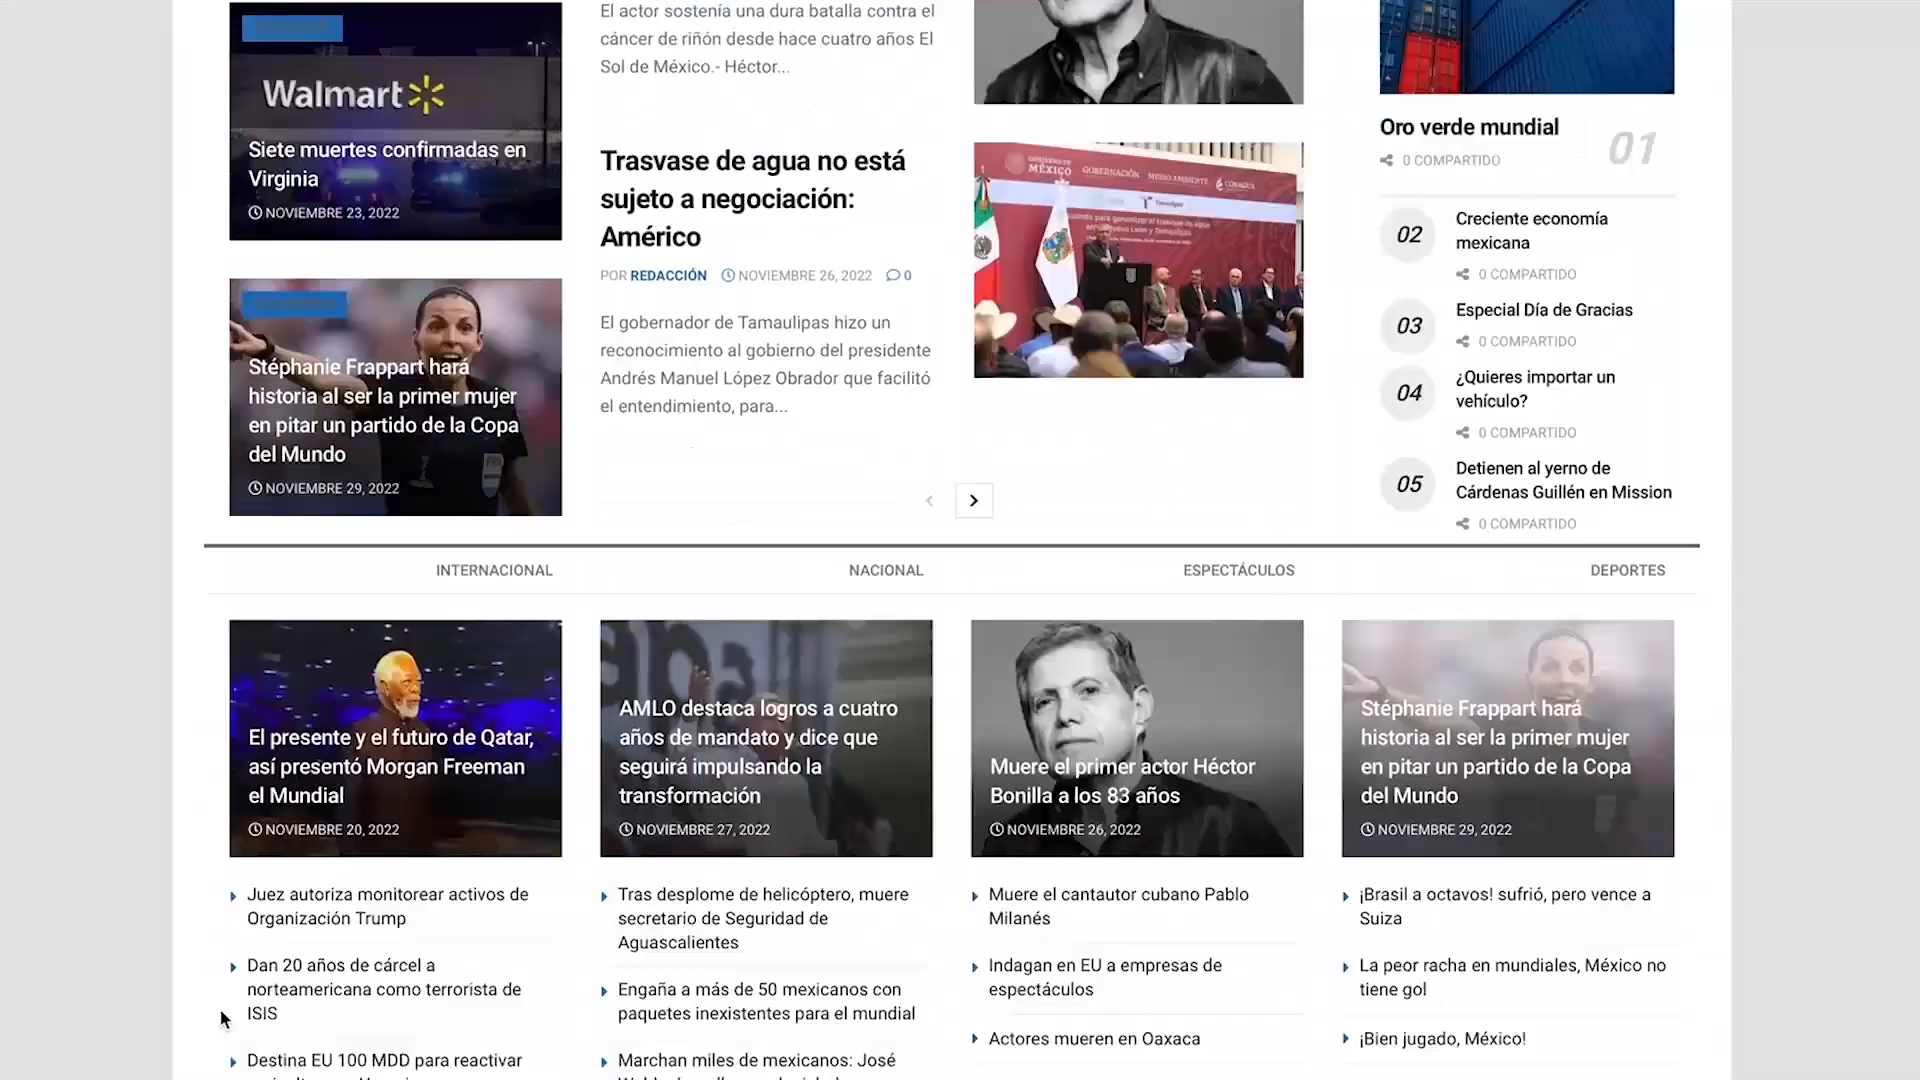 Walmart
Siete muertes confirmadas en
Virginia
NOVIEMBRE 23, 2022
Stéphanie Frappart hará
historia al ser la primer mujer
en pitar un partido de la Copa
del Mundo
NOVIEMBRE 29, 2022
El actor sostenía una dura batalla contra el
cáncer de riñón desde hace cuatro años El
Sol de México.- Héctor...
Trasvase de agua no está
sujeto a negociación:
Américo
POR REDACCIÓN NOVIEMBRE 26, 2022 0
El gobernador de Tamaulipas hizo un
reconocimiento al gobierno del presidente
Andrés Manuel López Obrador que facilitó
el entendimiento, para...
GOBIERNO DE
MÉXICO GOBERNACIÓN MEDIO AMBIENTE CONAGUA
Tamaulipas
Oro verde mundial
0 COMPARTIDO
01
02
Creciente economía
mexicana
0 COMPARTIDO
03
Especial Día de Gracias
0 COMPARTIDO
04
¿Quieres importar un
vehículo?
0 COMPARTIDO
05
Detienen al yerno de
Cárdenas Guillén en Mission
0 COMPARTIDO
INTERNACIONAL
El presente y el futuro de Qatar,
así presentó Morgan Freeman
el Mundial
NOVIEMBRE 20, 2022
Juez autoriza monitorear activos de
Organización Trump
Dan 20 años de cárcel a
norteamericana como terrorista de
ISIS
Destina EU 100 MDD para reactivar
NACIONAL
AMLO destaca logros a cuatro
años de mandato y dice que
seguirá impulsando la
transformación
NOVIEMBRE 27, 2022
Tras desplome de helicóptero, muere
secretario de Seguridad de
Aguascalientes
Engaña a más de 50 mexicanos con
paquetes inexistentes para el mundial
Marchan miles de mexicanos: José
ESPECTÁCULOS
Muere el primer actor Héctor
Bonilla a los 83 años
NOVIEMBRE 26, 2022
Muere el cantautor cubano Pablo
Milanés
Indagan en EU a empresas de
espectáculos
Actores mueren en Oaxaca
DEPORTES
Stéphanie Frappart hará
historia al ser la primer mujer
en pitar un partido de la Copa
del Mundo
NOVIEMBRE 29, 2022
¡Brasil a octavos! sufrió, pero vence a
Suiza
La peor racha en mundiales, México no
tiene gol
¡Bien jugado, México!